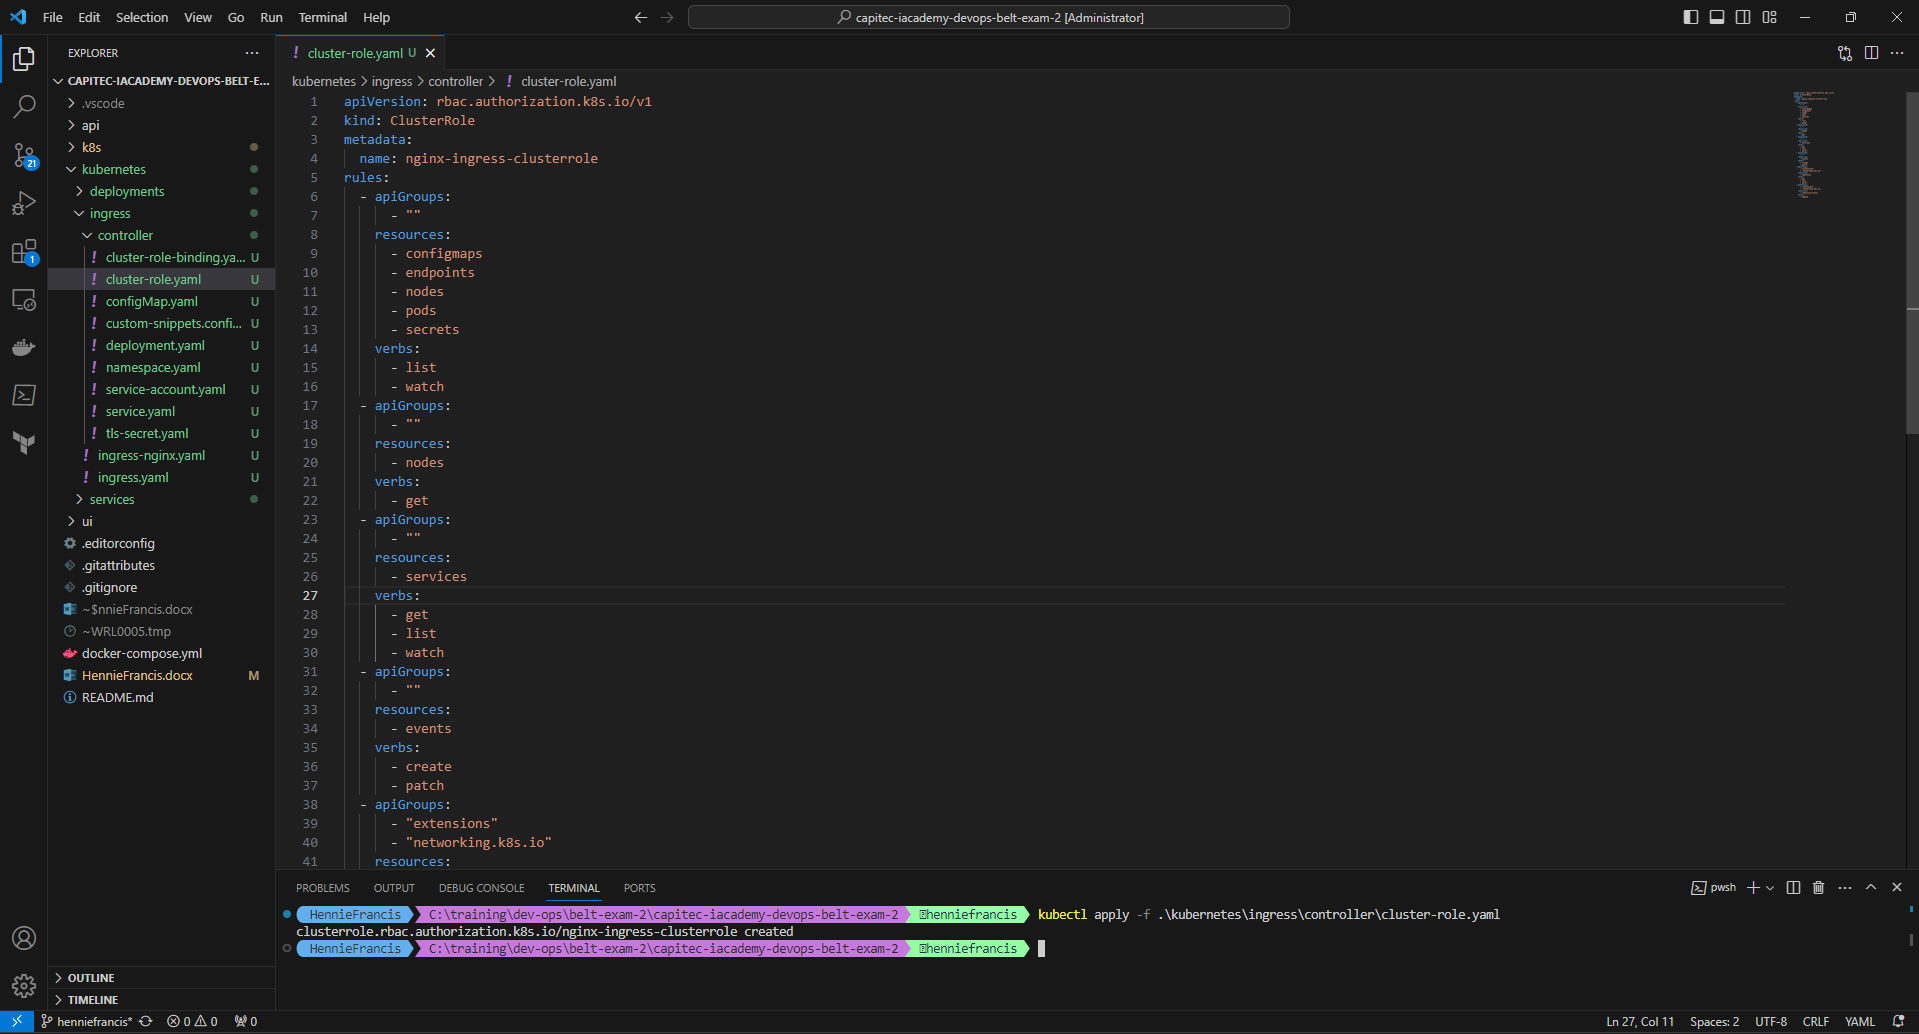 File Edit Selection View Go Run Terminal Help
capitec-iacademy-devops-belt-exam-2 [Administrator]
EXPLORER
CAPITEC-IACADEMY-DEVOPS-BELT-E...
.vscode
api
k8s
kubernetes
deployments
ingress
controller
cluster-role-binding.ya... U
cluster-role.yaml U
configMap.yaml U
custom-snippets.confi... U
deployment.yaml U
namespace.yaml U
service-account.yaml U
service.yaml U
tls-secret.yaml U
ingress-nginx.yaml U
ingress.yaml U
services
ui
.editorconfig
.gitattributes
.gitignore
~$nnieFrancis.docx
~WRL0005.tmp
docker-compose.yml
HennieFrancis.docx M
README.md
OUTLINE
TIMELINE
21
1
cluster-role.yaml U
kubernetes > ingress > controller > ! cluster-role.yaml
1 apiVersion: rbac.authorization.k8s.io/v1
2 kind: ClusterRole
3 metadata:
4 name: nginx-ingress-clusterrole
5 rules:
6 - apiGroups:
7 - ""
8 resources:
9 - configmaps
10 - endpoints
11 - nodes
12 - pods
13 - secrets
14 verbs:
15 - list
16 - watch
17 - apiGroups:
18 - ""
19 resources:
20 - nodes
21 verbs:
22 - get
23 - apiGroups:
24 - ""
25 resources:
26 - services
27 verbs:
28 - get
29 - list
30 - watch
31 - apiGroups:
32 - ""
33 resources:
34 - events
35 verbs:
36 - create
37 - patch
38 - apiGroups:
39 - "extensions"
40 - "networking.k8s.io"
41 resources:
PROBLEMS OUTPUT DEBUG CONSOLE TERMINAL PORTS
pwsh
HennieFrancis C:\training\dev-ops\belt-exam-2\capitec-iacademy-devops-belt-exam-2 henniefrancis kubectl apply -f .\kubernetes\ingress\controller\cluster-role.yaml
clusterrole.rbac.authorization.k8s.io/nginx-ingress-clusterrole created
HennieFrancis C:\training\dev-ops\belt-exam-2\capitec-iacademy-devops-belt-exam-2 henniefrancis
henniefrancis* 0 0 0
Ln 27, Col 11 Spaces: 2 UTF-8 CRLF YAML